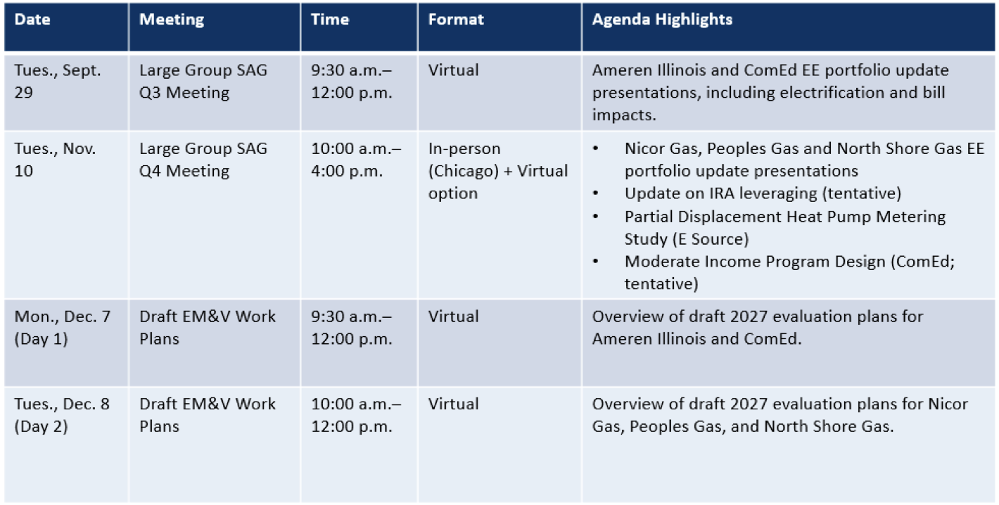 Date
Meeting
Time
Format
Agenda Highlights
Tues., Sept.
29
Large Group SAG
Q3 Meeting
9:30 a.m.–
12:00 p.m.
Virtual
Ameren Illinois and ComEd EE portfolio update
presentations, including electrification and bill
impacts.
Tues., Nov.
10
Large Group SAG
Q4 Meeting
10:00 a.m.–
4:00 p.m.
In-person
(Chicago) + Virtual
option
• Nicor Gas, Peoples Gas and North Shore Gas EE
portfolio update presentations
• Update on IRA leveraging (tentative)
• Partial Displacement Heat Pump Metering
Study (E Source)
• Moderate Income Program Design (ComEd;
tentative)
Mon., Dec. 7
(Day 1)
Draft EM&V Work
Plans
9:30 a.m.–
12:00 p.m.
Virtual
Overview of draft 2027 evaluation plans for
Ameren Illinois and ComEd.
Tues., Dec. 8
(Day 2)
Draft EM&V Work
Plans
10:00 a.m.–
12:00 p.m.
Virtual
Overview of draft 2027 evaluation plans for Nicor
Gas, Peoples Gas, and North Shore Gas.